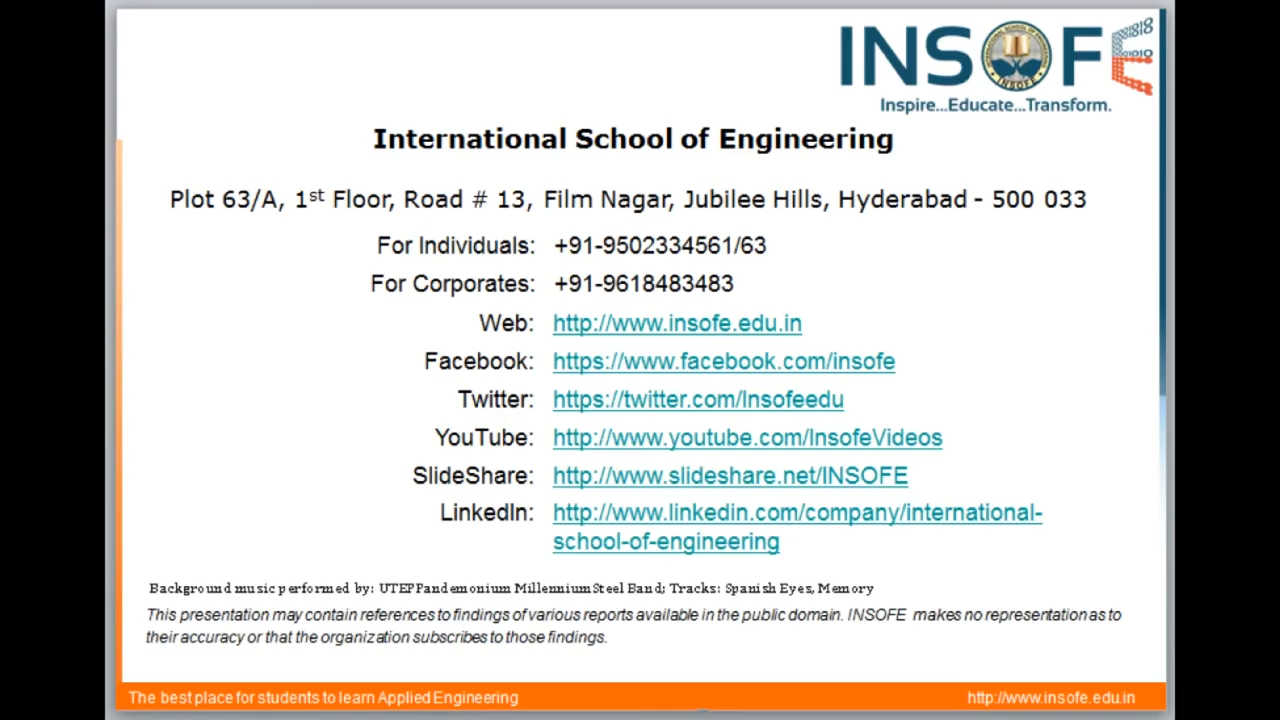 INSOFE
Inspire...Educate...Transform.
International School of Engineering
Plot 63/A, 1st Floor, Road # 13, Film Nagar, Jubilee Hills, Hyderabad - 500 033
For Individuals: +91-9502334561/63
For Corporates: +91-9618483483
Web: http://www.insofe.edu.in
Facebook: https://www.facebook.com/insofe
Twitter: https://twitter.com/Insofeedu
YouTube: http://www.youtube.com/InsofeVideos
SlideShare: http://www.slideshare.net/INSOFE
LinkedIn: http://www.linkedin.com/company/international-
school-of-engineering
Background music performed by: UTEP Pandemonium Millennium Steel Band; Tracks: Spanish Eyes, Memory
This presentation may contain references to findings of various reports available in the public domain. INSOFE makes no representation as to
their accuracy or that the organization subscribes to those findings.
The best place for students to learn Applied Engineering http://www.insofe.edu.in